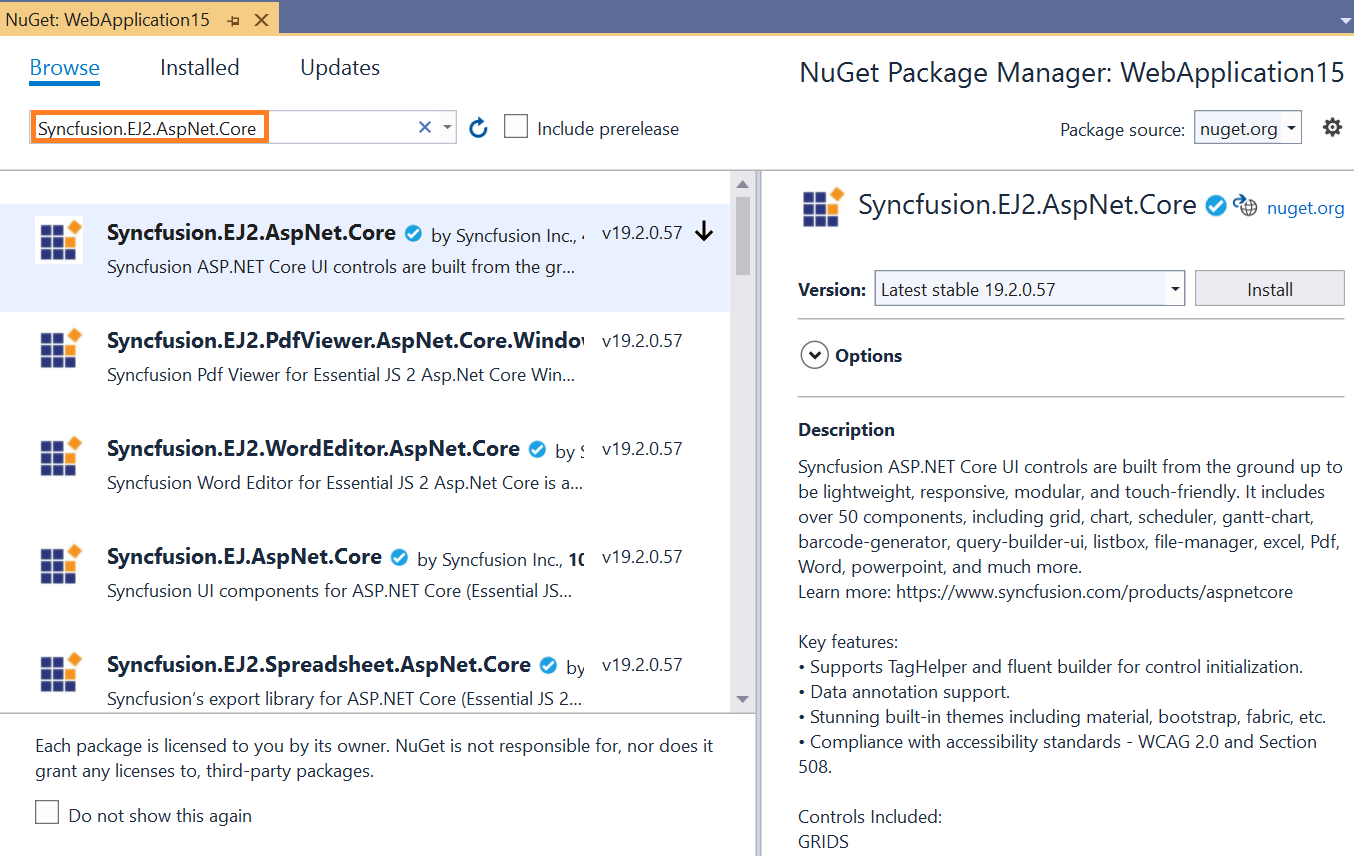 NuGet: WebApplication15
Browse Installed Updates
NuGet Package Manager: WebApplication15
Syncfusion.EJ2.AspNet.Core
Include prerelease
Package source: nuget.org
Syncfusion.EJ2.AspNet.Core by Syncfusion Inc., v19.2.0.57
Syncfusion ASP.NET Core UI controls are built from the gr...
Syncfusion.EJ2.PdfViewer.AspNet.Core.Windo v19.2.0.57
Syncfusion Pdf Viewer for Essential JS 2 Asp.Net Core Win...
Syncfusion.EJ2.WordEditor.AspNet.Core by v19.2.0.57
Syncfusion Word Editor for Essential JS 2 Asp.Net Core is a...
Syncfusion.EJ.AspNet.Core by Syncfusion Inc., 10 v19.2.0.57
Syncfusion UI components for ASP.NET Core (Essential JS...
Syncfusion.EJ2.Spreadsheet.AspNet.Core by v19.2.0.57
Syncfusion's export library for ASP.NET Core (Essential JS 2...
Each package is licensed to you by its owner. NuGet is not responsible for, nor does it
grant any licenses to, third-party packages.
Do not show this again
Syncfusion.EJ2.AspNet.Core nuget.org
Version: Latest stable 19.2.0.57 Install
Options
Description
Syncfusion ASP.NET Core UI controls are built from the ground up to
be lightweight, responsive, modular, and touch-friendly. It includes
over 50 components, including grid, chart, scheduler, gantt-chart,
barcode-generator, query-builder-ui, listbox, file-manager, excel, Pdf,
Word, powerpoint, and much more.
Learn more: https://www.syncfusion.com/products/aspnetcore
Key features:
• Supports TagHelper and fluent builder for control initialization.
• Data annotation support.
• Stunning built-in themes including material, bootstrap, fabric, etc.
• Compliance with accessibility standards - WCAG 2.0 and Section
508.
Controls Included:
GRIDS